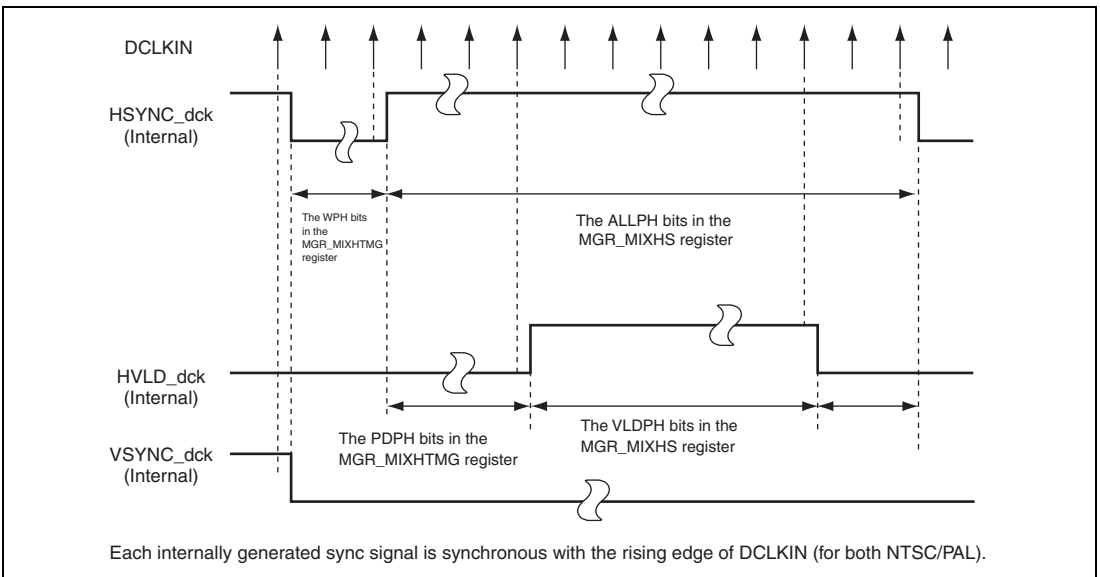 DCLKIN
HSYNC_dck
(Internal)
The WPH bits
in the
MGR_MIXHTMG
register
The ALLPH bits in the
MGR_MIXHS register
HVLD_dck
(Internal)
The PDPH bits in the
MGR_MIXHTMG register
The VLDPH bits in the
MGR_MIXHS register
VSYNC_dck
(Internal)
Each internally generated sync signal is synchronous with the rising edge of DCLKIN (for both NTSC/PAL).